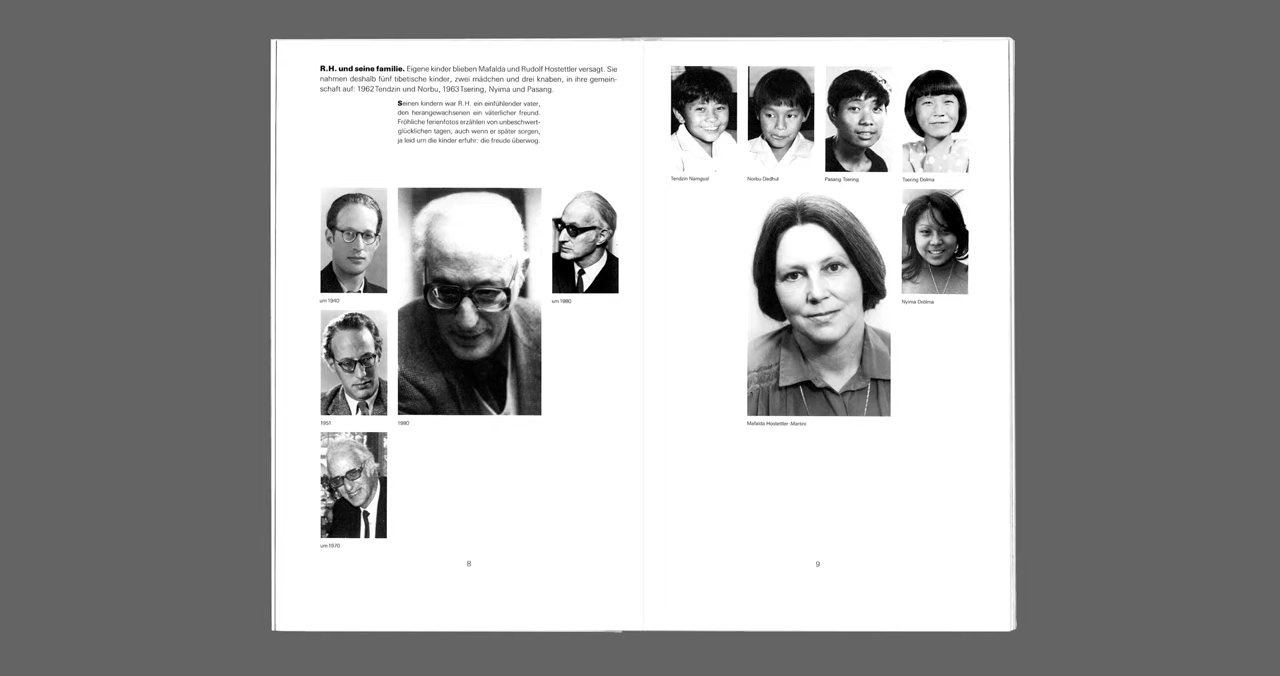 R.H. und seine familie. Eigene kinder blieben Mafalda und Rudolf Hostettler versagt. Sie
nahmen deshalb fünf tibetische kinder, zwei mädchen und drei knaben, in ihre gemein-
schaft auf: 1962 Tendzin und Norbu, 1963 Tsering, Nyima und Pasang.
Seinen kindern war R.H. ein einfühlender vater,
den herangewachsenen ein väterlicher freund.
Fröhliche ferienfotos erzählen von unbeschwert-
glücklichen tagen; auch wenn er später sorgen,
ja leid um die kinder erfuhr: die freude überwog.
um 1940
um 1980
1951
1980
um 1970
8
Tendzin Namgyal
Norbu Dadhul
Pasang Tsering
Tsering Dolma
Nyima Drölma
Mafalda Hostettler-Martini
9